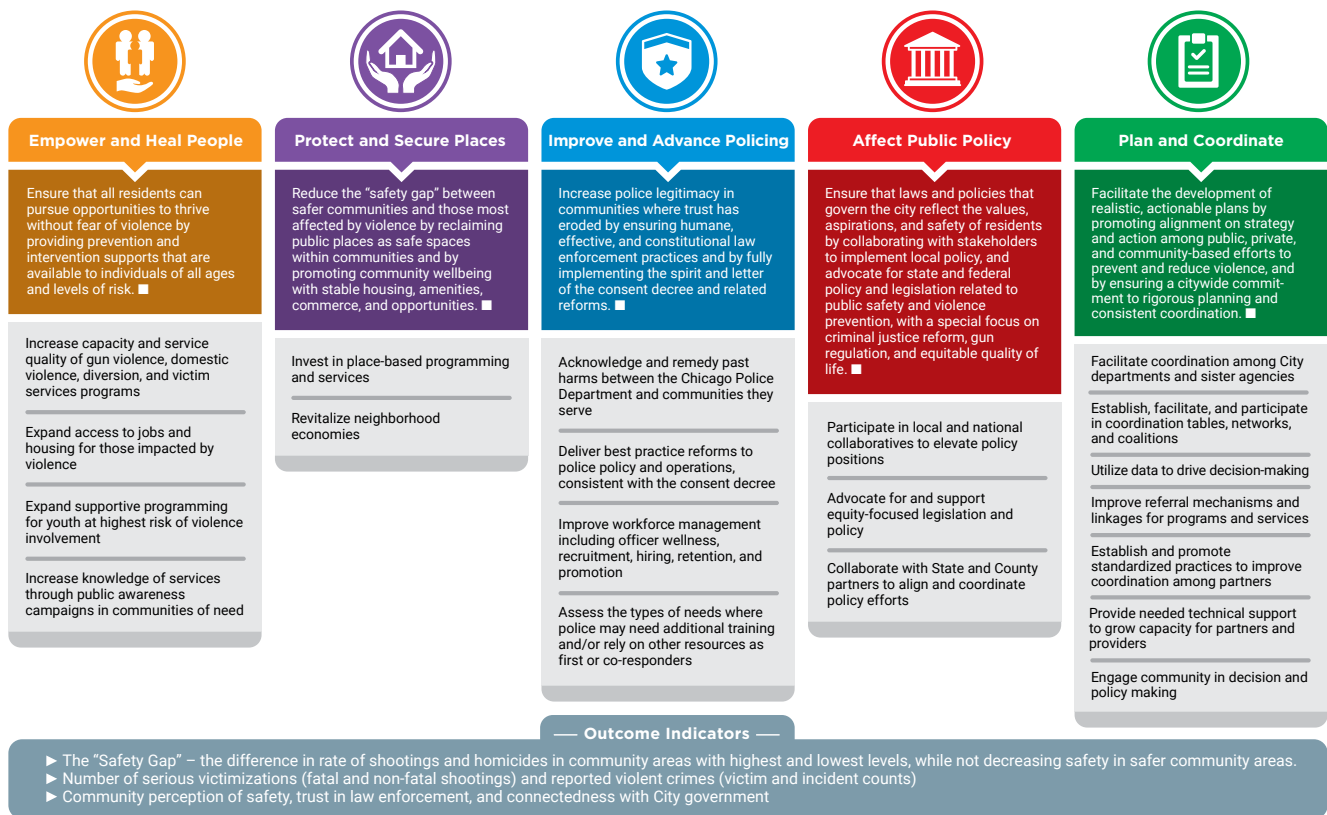 Empower and Heal People
Ensure that all residents can
pursue opportunities to thrive
without fear of violence by
providing prevention and
intervention supports that are
available to individuals of all ages
and levels of risk. ■
Increase capacity and service
quality of gun violence, domestic
violence, diversion, and victim
services programs
Expand access to jobs and
housing for those impacted by
violence
Expand supportive programming
for youth at highest risk of violence
involvement
Increase knowledge of services
through public awareness
campaigns in communities of need
Protect and Secure Places
Reduce the “safety gap” between
safer communities and those most
affected by violence by reclaiming
public places as safe spaces
within communities and by
promoting community wellbeing
with stable housing, amenities,
commerce, and opportunities. ■
Invest in place-based programming
and services
Revitalize neighborhood
economies
Improve and Advance Policing
Increase police legitimacy in
communities where trust has
eroded by ensuring humane,
effective, and constitutional law
enforcement practices and by fully
implementing the spirit and letter
of the consent decree and related
reforms. ■
Acknowledge and remedy past
harms between the Chicago Police
Department and communities they
serve
Deliver best practice reforms to
police policy and operations,
consistent with the consent decree
Improve workforce management
including officer wellness,
recruitment, hiring, retention, and
promotion
Assess the types of needs where
police may need additional training
and/or rely on other resources as
first or co-responders
Affect Public Policy
Ensure that laws and policies that
govern the city reflect the values,
aspirations, and safety of residents
by collaborating with stakeholders
to implement local policy, and
advocate for state and federal
policy and legislation related to
public safety and violence
prevention, with a special focus on
criminal justice reform, gun
regulation, and equitable quality of
life. ■
Participate in local and national
collaboratives to elevate policy
positions
Advocate for and support
equity-focused legislation and
policy
Collaborate with State and County
partners to align and coordinate
policy efforts
Plan and Coordinate
Facilitate the development of
realistic, actionable plans by
promoting alignment on strategy
and action among public, private,
and community-based efforts to
prevent and reduce violence, and
by ensuring a citywide commit-
ment to rigorous planning and
consistent coordination. ■
Facilitate coordination among City
departments and sister agencies
Establish, facilitate, and participate
in coordination tables, networks,
and coalitions
Utilize data to drive decision-making
Improve referral mechanisms and
linkages for programs and services
Establish and promote
standardized practices to improve
coordination among partners
Provide needed technical support
to grow capacity for partners and
providers
Engage community in decision and
policy making
Outcome Indicators
► The “Safety Gap” – the difference in rate of shootings and homicides in community areas with highest and lowest levels, while not decreasing safety in safer community areas.
► Number of serious victimizations (fatal and non-fatal shootings) and reported violent crimes (victim and incident counts)
► Community perception of safety, trust in law enforcement, and connectedness with City government